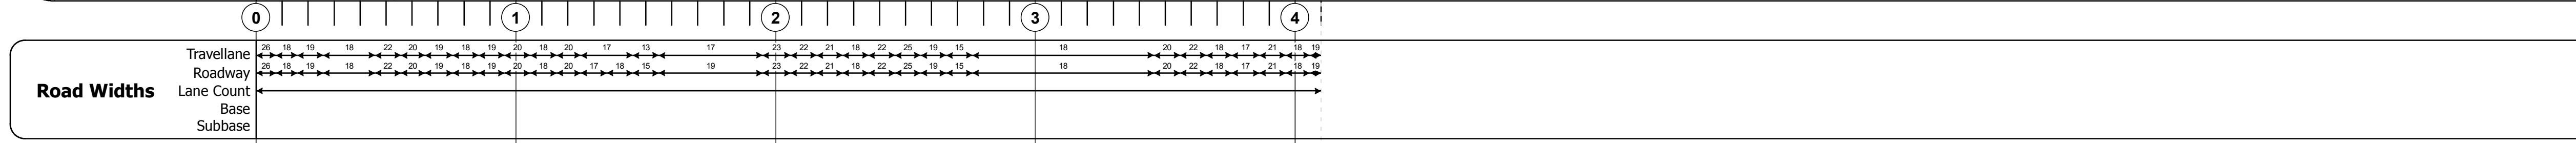 0 1 2 3 4
Travellane 26 18 19 18 22 20 19 18 19 20 18 20 17 13 17 23 22 21 18 22 25 19 15 18 20 22 18 17 21 18 19
Roadway 26 18 19 18 22 20 19 18 19 20 18 20 17 18 15 19 23 22 21 18 22 25 19 15 18 20 22 18 17 21 18 19
Road Widths Lane Count
Base
Subbase